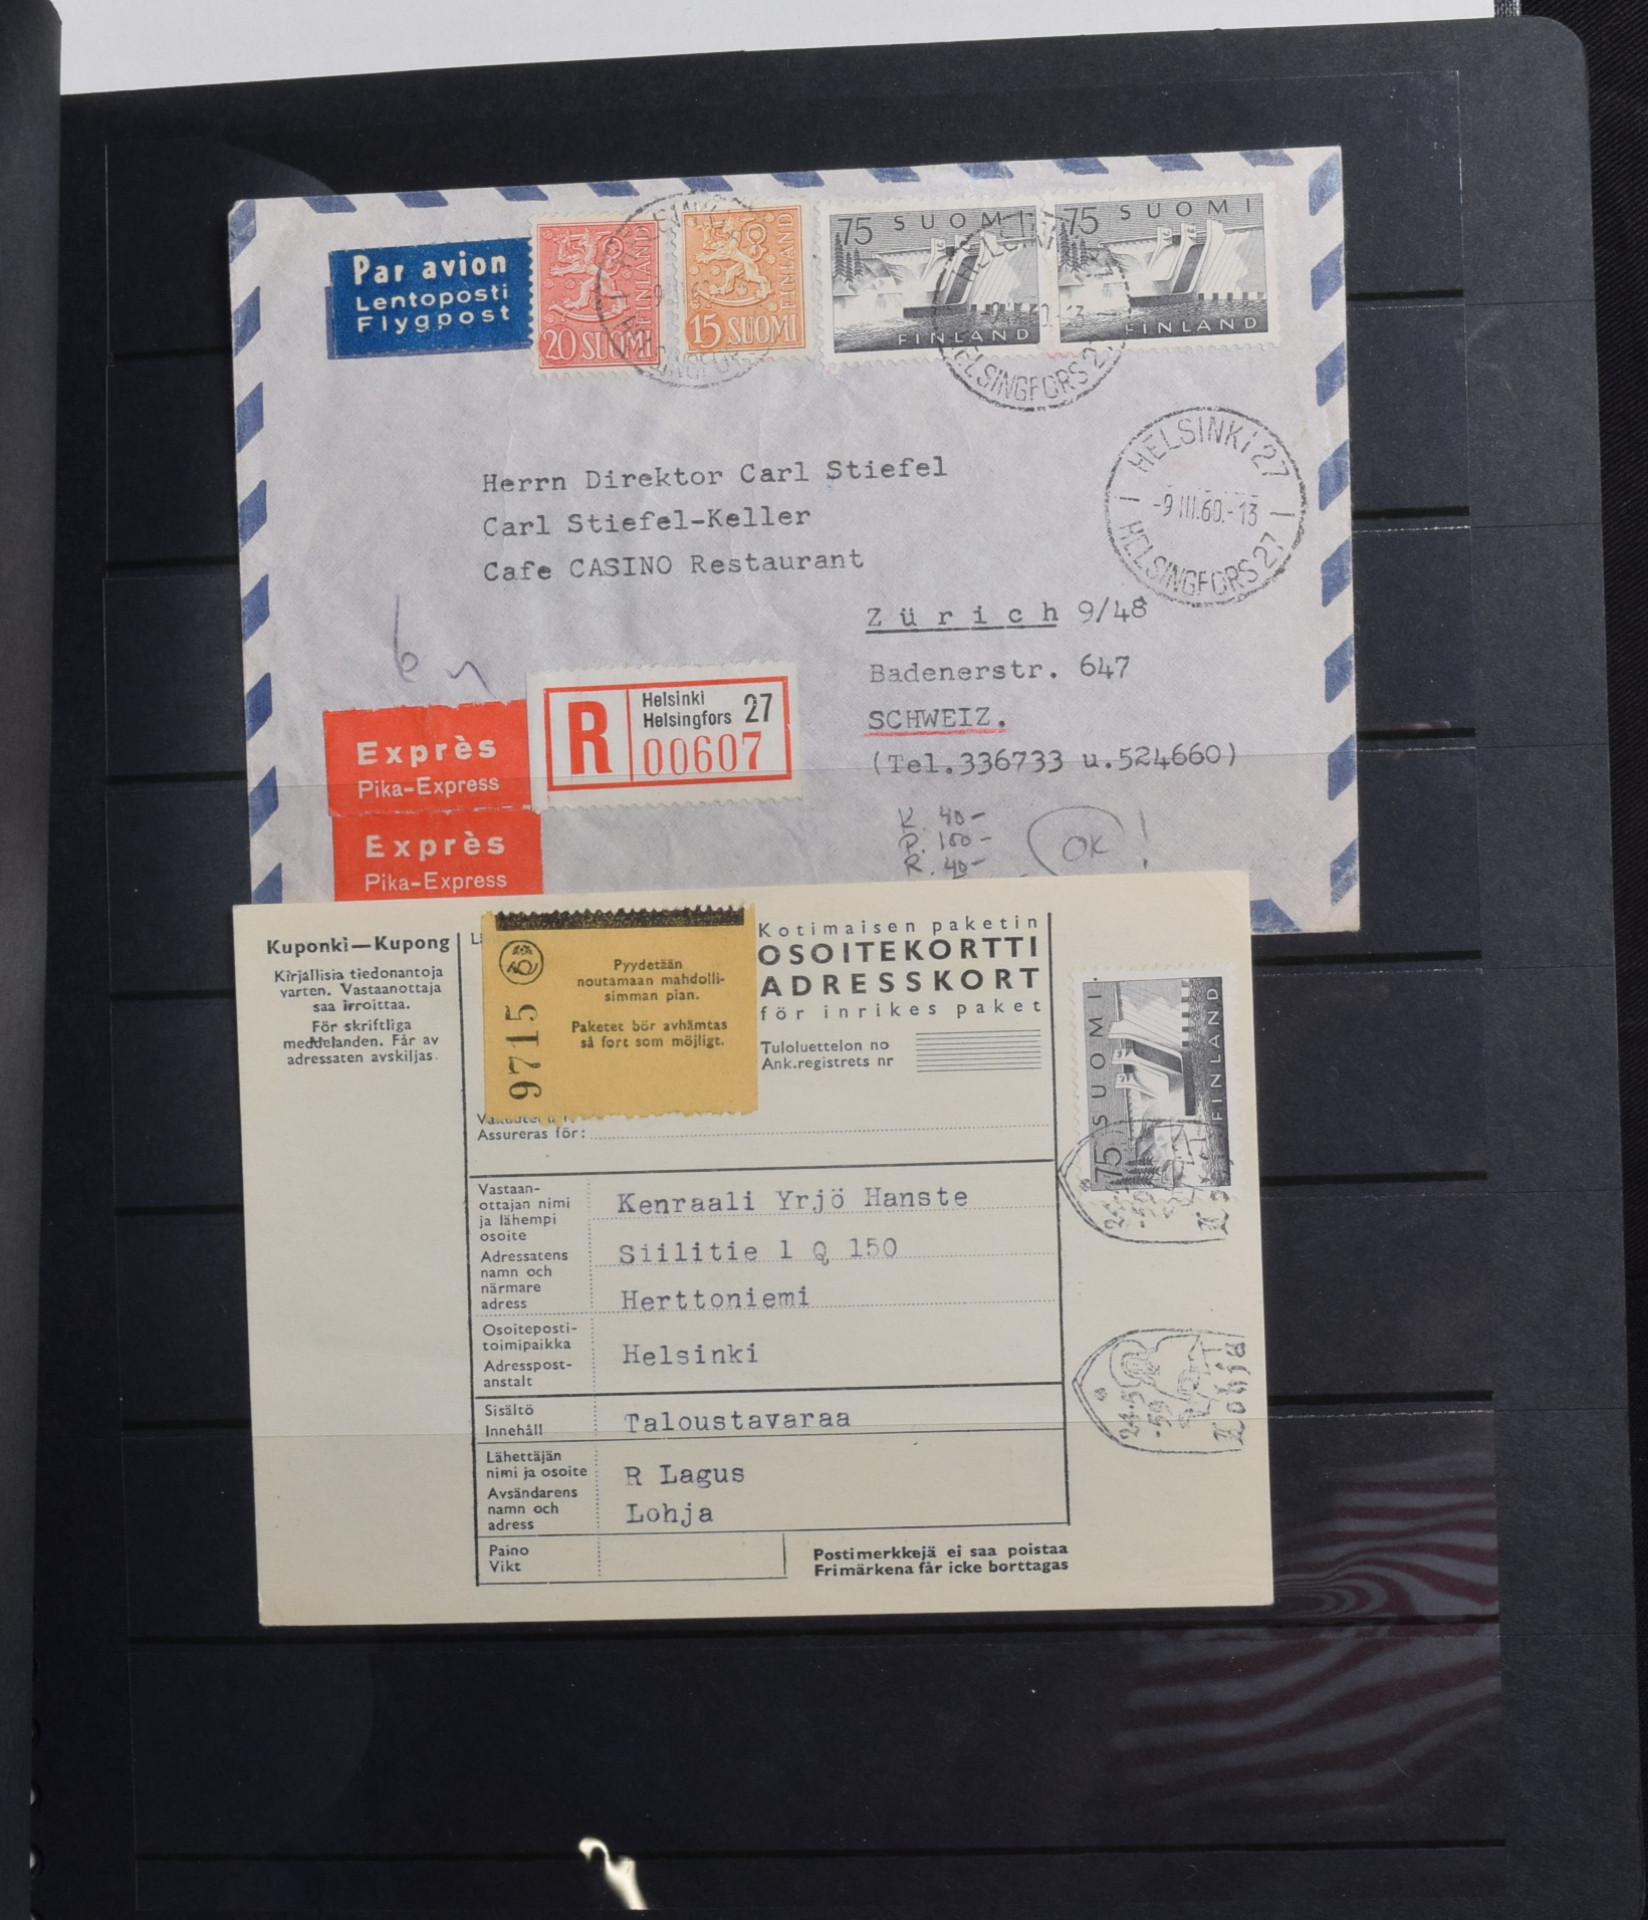 Par avion
Lentoposti
Flygpost
20 SUOMI
FINLAND
15 SUOMI
FINLAND
75 SUOMI
FINLAND
75 SUOMI
FINLAND
HELSINGFORS 27
HELSINKI 27
-9.III.60.-13
HELSINGFORS 27
Herrn Direktor Carl Stiefel
Carl Stiefel-Keller
Cafe CASINO Restaurant
Zürich 9/48
Badenerstr. 647
SCHWEIZ.
(Tel.336733 u.524660)
Exprès
Pika-Express
Exprès
Pika-Express
R
Helsinki
Helsingfors 27
00607
K. 40-
P. 100-
R. 40-
OK!
Kuponki—Kupong
Kirjallisia tiedonantoja
varten. Vastaanottaja
saa irroittaa.
För skriftliga
meddelanden. Får av
adressaten avskiljas.
9715
Pyydetään
noutamaan mahdolli-
simman pian.
Paketet bör avhämtas
så fort som möjligt.
Kotimaisen paketin
OSOITEKORTTI
ADRESSKORT
för inrikes paket
Tuloluettelon no
Ank.registrets nr
Assureras för:
75 SUOMI
FINLAND
Vastaan-
ottajan nimi
ja lähempi
osoite
Adressatens
namn och
närmare
adress
Kenraali Yrjö Hanste
Siilitie 1 Q 150
Herttoniemi
Osoiteposti-
toimipaikka
Adresspost-
anstalt
Helsinki
Sisältö
Innehåll
Taloustavaraa
Lähettäjän
nimi ja osoite
Avsändarens
namn och
adress
R Lagus
Lohja
Paino
Vikt
Postimerkkejä ei saa poistaa
Frimärkena får icke borttagas
Lohja